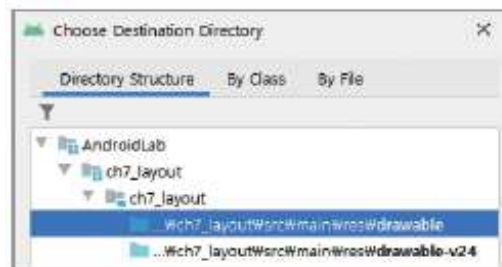 Choose Destination Directory
Directory Structure By Class By File
AndroidLab
ch7_layout
ch7_layout
...₩ch7_layout₩src₩main₩res₩drawable
...₩ch7_layout₩src₩main₩res₩drawable-v24